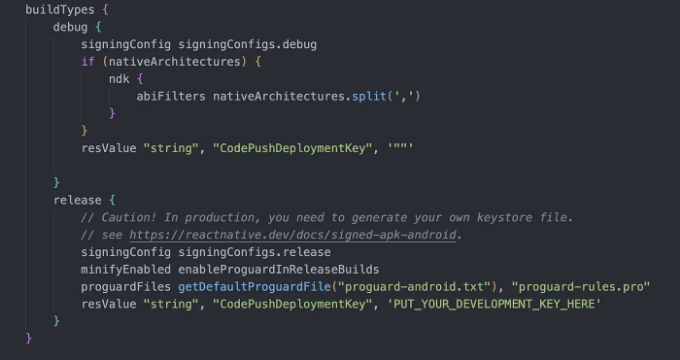 buildTypes {
debug {
signingConfig signingConfigs.debug
if (nativeArchitectures) {
ndk {
abiFilters nativeArchitectures.split(',')
}
}
resValue "string", "CodePushDeploymentKey", '""'
}
release {
// Caution! In production, you need to generate your own keystore file.
// see https://reactnative.dev/docs/signed-apk-android.
signingConfig signingConfigs.release
minifyEnabled enableProguardInReleaseBuilds
proguardFiles getDefaultProguardFile("proguard-android.txt"), "proguard-rules.pro"
resValue "string", "CodePushDeploymentKey", 'PUT_YOUR_DEVELOPMENT_KEY_HERE'
}
}